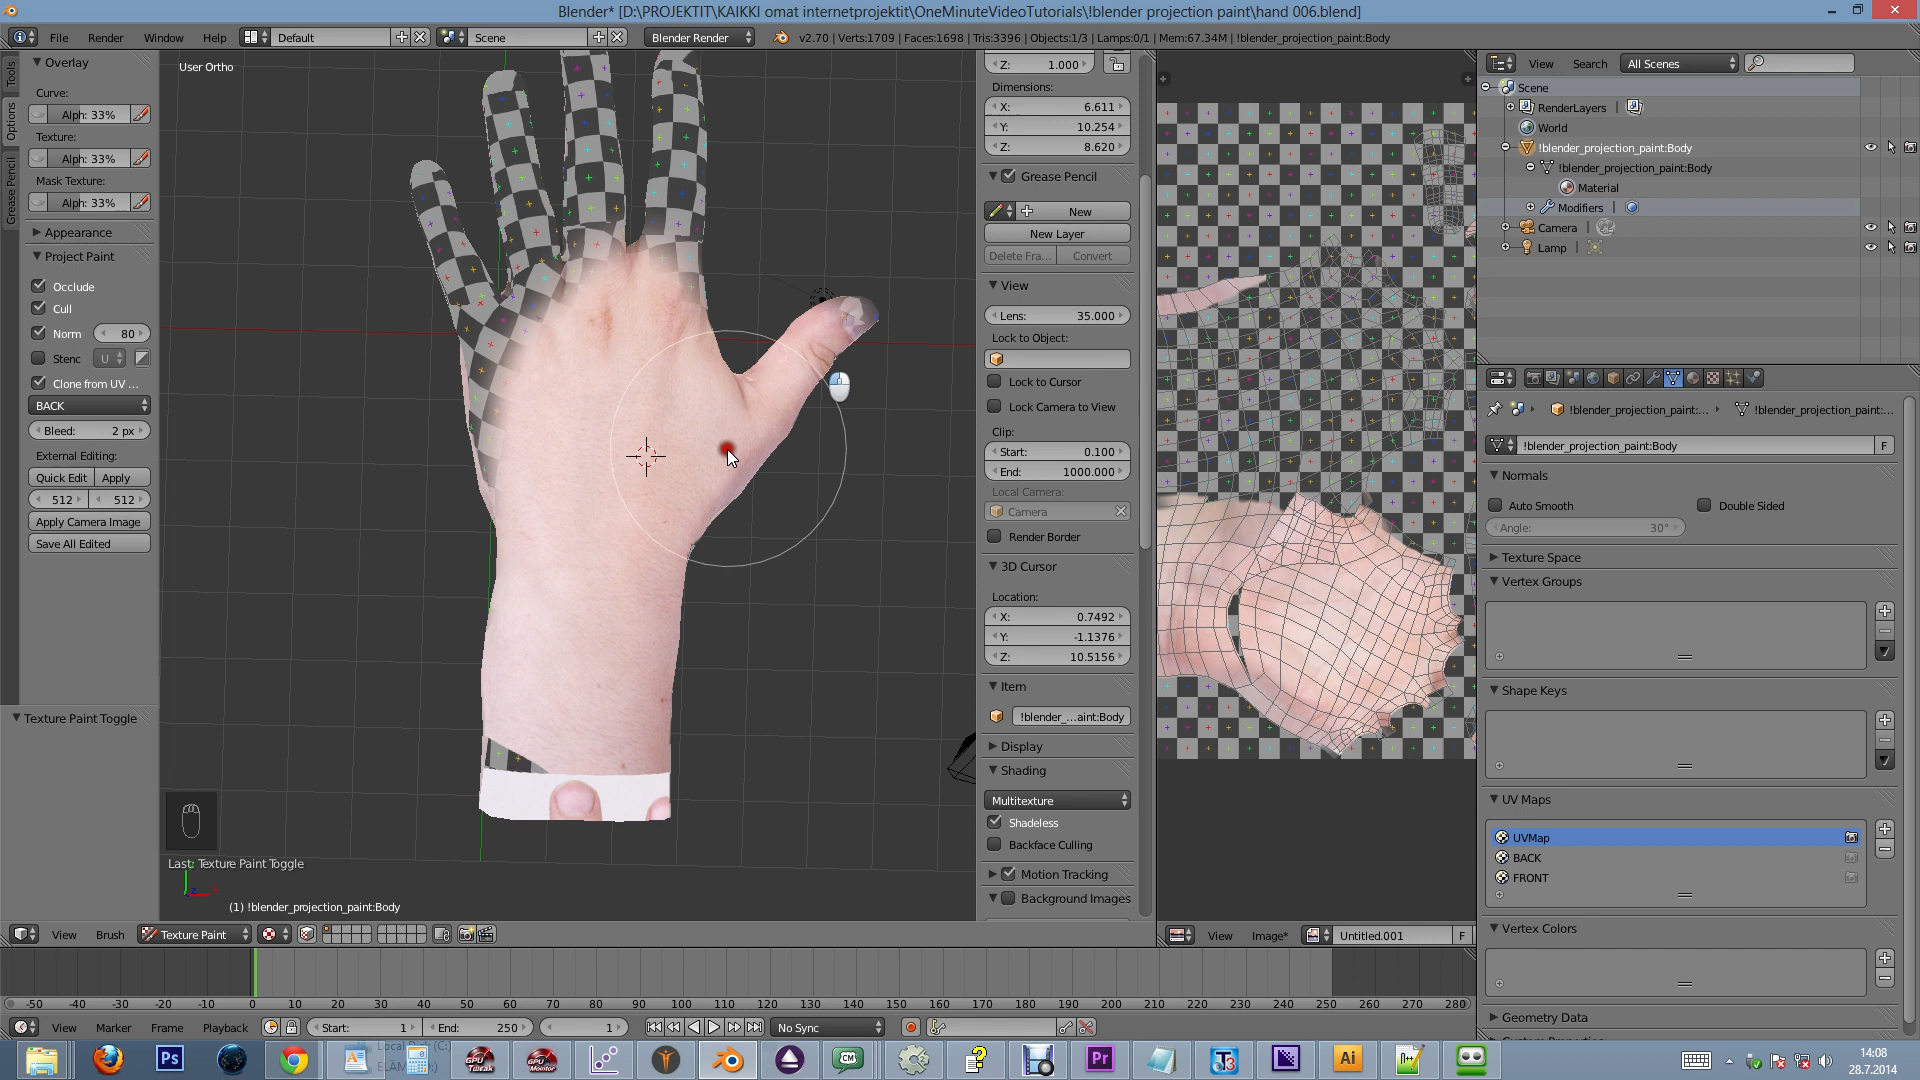 Blender* [D:\PROJEKTIT\KAIKKI omat internetprojektit\OneMinuteVideoTutorials\!blender projection paint\hand 006.blend]
File Render Window Help Default Scene Blender Render v2.70 | Verts:1709 | Faces:1698 | Tris:3396 | Objects:1/3 | Lamps:0/1 | Mem:67.34M | !blender_projection_paint:Body
Tools
Options
Grease Pencil
Overlay
Curve:
Alph: 33%
Texture:
Alph: 33%
Mask Texture:
Alph: 33%
Appearance
Project Paint
Occlude
Cull
Norm 80
Stenc U
Clone from UV ...
BACK
Bleed: 2 px
External Editing:
Quick Edit Apply
512 512
Apply Camera Image
Save All Edited
Texture Paint Toggle
User Ortho
Last: Texture Paint Toggle
(1) !blender_projection_paint:Body
View Brush Texture Paint
Z: 1.000
Dimensions:
X: 6.611
Y: 10.254
Z: 8.620
Grease Pencil
New
New Layer
Delete Fra... Convert
View
Lens: 35.000
Lock to Object:
Lock to Cursor
Lock Camera to View
Clip:
Start: 0.100
End: 1000.000
Local Camera:
Camera
Render Border
3D Cursor
Location:
X: 0.7492
Y: -1.1376
Z: 10.5156
Item
!blender_...aint:Body
Display
Shading
Multitexture
Shadeless
Backface Culling
Motion Tracking
Background Images
View Image* Untitled.001 F
View Search All Scenes
Scene
RenderLayers |
World
!blender_projection_paint:Body
!blender_projection_paint:Body
Material
Modifiers |
Camera |
Lamp |
!blender_projection_paint:... !blender_projection_paint:...
!blender_projection_paint:Body F
Normals
Auto Smooth Double Sided
Angle: 30°
Texture Space
Vertex Groups
Shape Keys
UV Maps
UVMap
BACK
FRONT
Vertex Colors
Geometry Data
-50 -40 -30 -20 -10 0 10 20 30 40 50 60 70 80 90 100 110 120 130 140 150 160 170 180 190 200 210 220 230 240 250 260 270 280
View Marker Frame Playback Start: 1 End: 250 1 No Sync
Ps GPU Tweak GPU Monitor CM Pr T3 Ai
14:08
28.7.2014